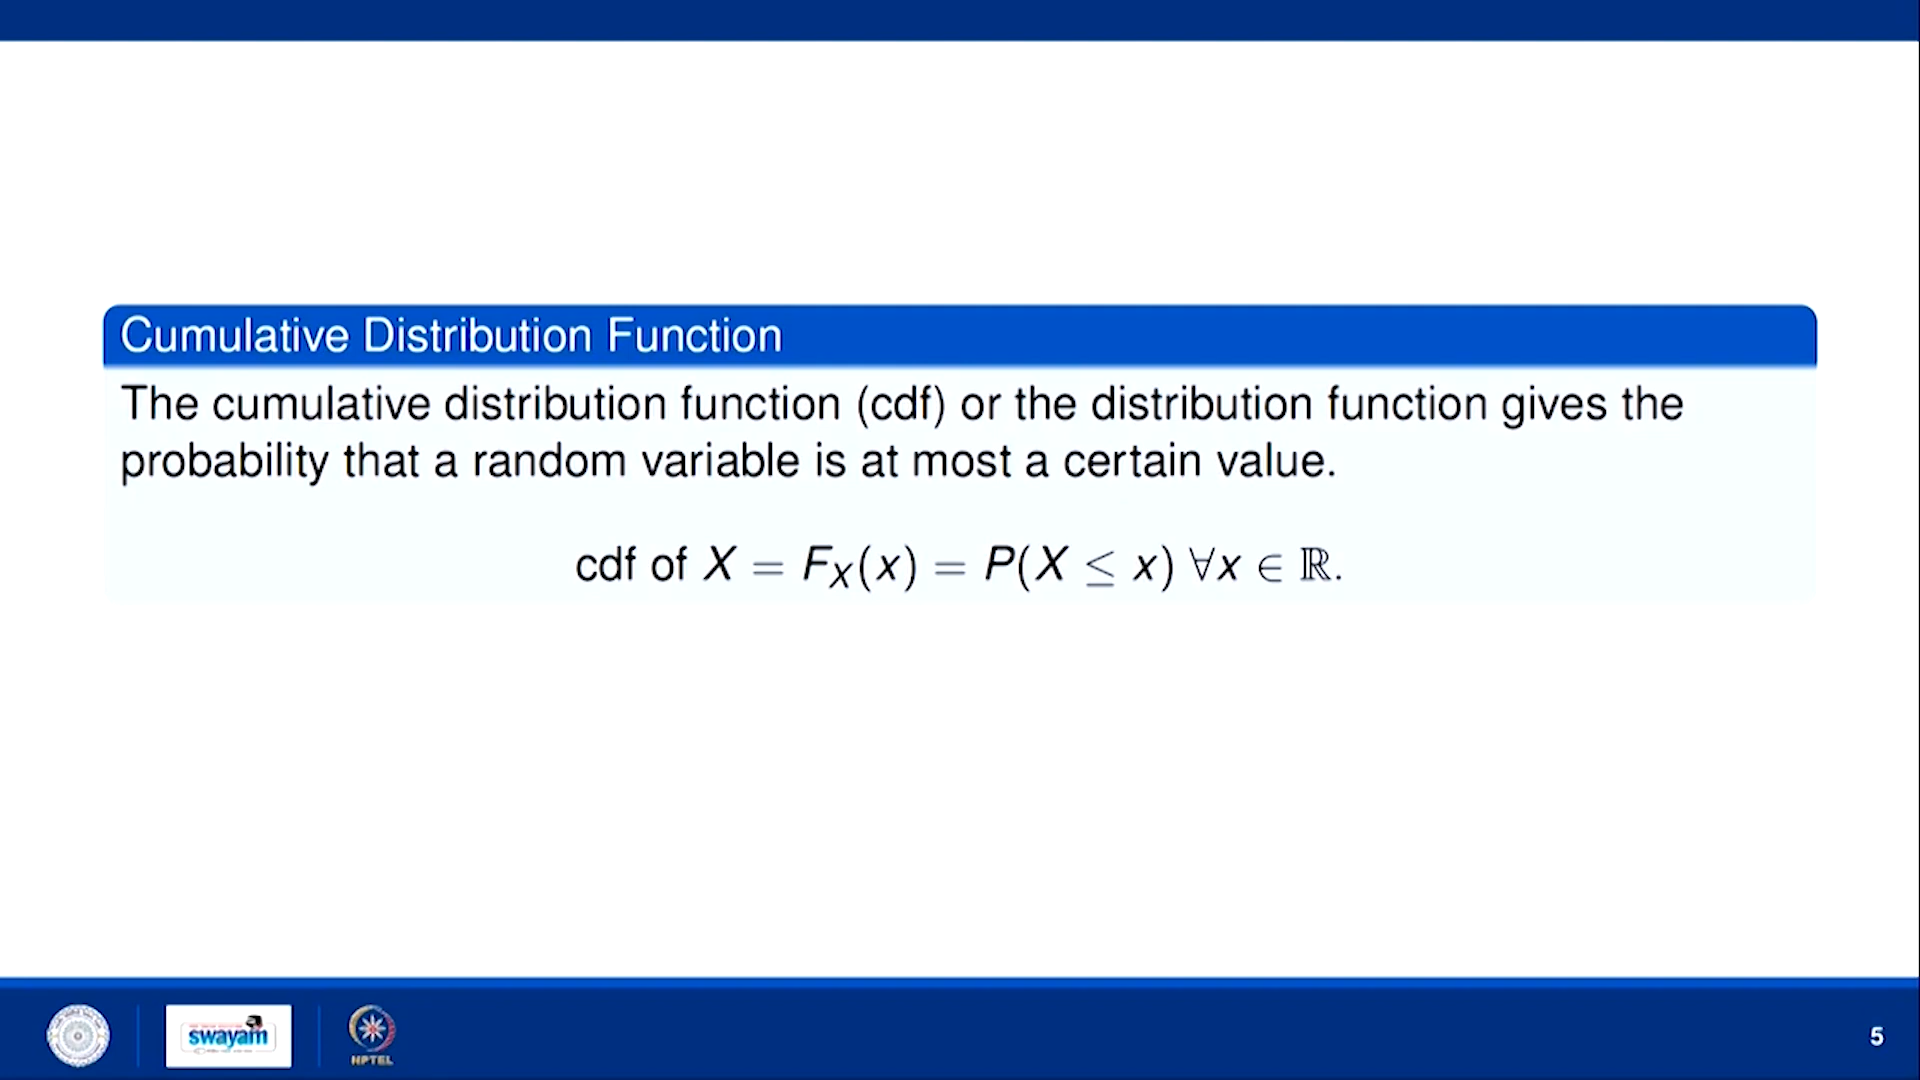 Cumulative Distribution Function
The cumulative distribution function (cdf) or the distribution function gives the
probability that a random variable is at most a certain value.
cdf of X = F_X(x) = P(X ≤ x) ∀x ∈ ℝ.
swayam
NPTEL
5